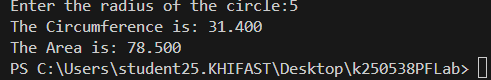 Enter the radius of the circle:5
The Circumference is: 31.400
The Area is: 78.500
PS C:\Users\student25.KHIFAST\Desktop\k250538PFLab>